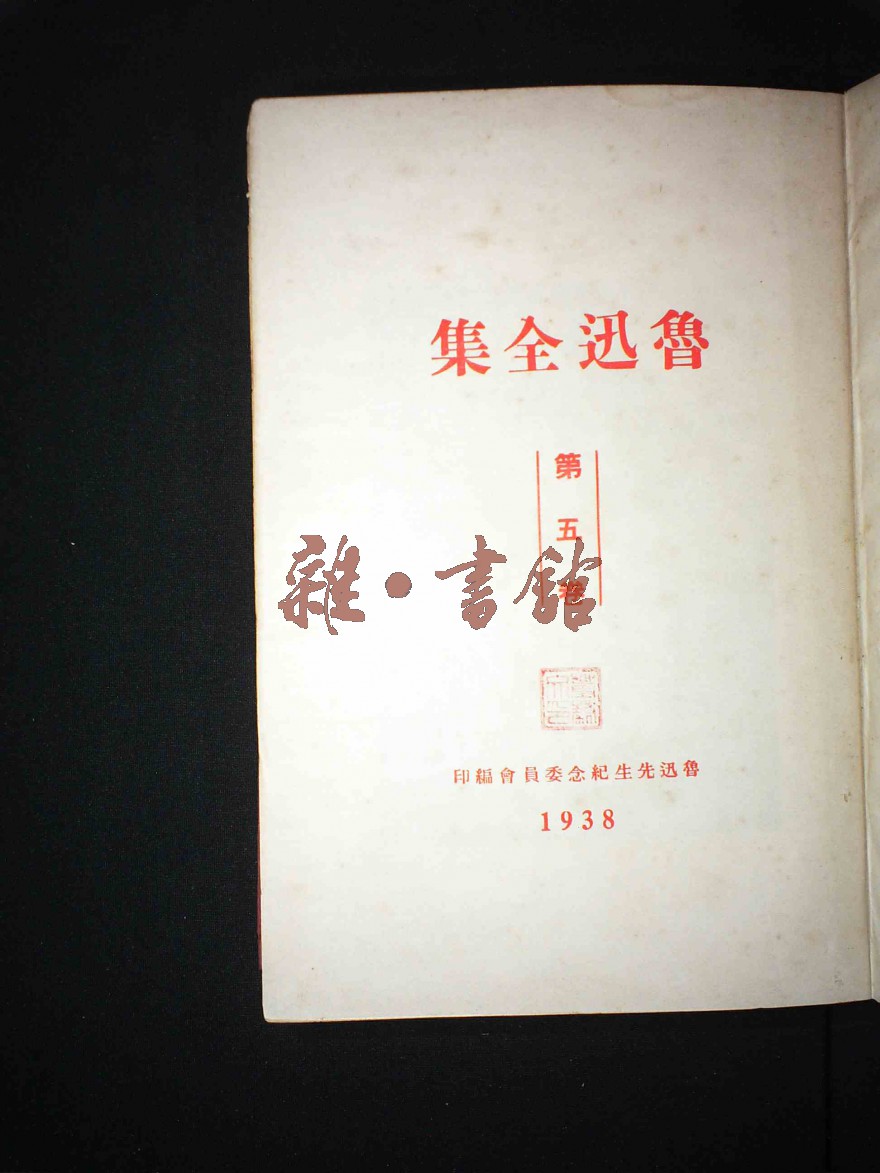 魯迅全集
第五卷
雜·書館
魯迅先生紀念委員會編印
1938